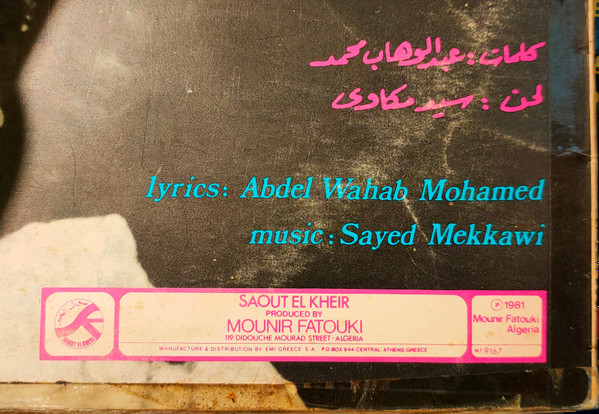 كلمات : عبد الوهاب محمد
لحن : سيد مكاوى
lyrics: Abdel Wahab Mohamed
music: Sayed Mekkawi
SAOUT EL KHEIR
PRODUCED BY
MOUNIR FATOUKI
119 DIDOUCHE MOURAD STREET · ALGERIA
MANUFACTURE & DISTRIBUTION BY EMI GREECE S.A. P.O.BOX 944.CENTRAL ATHENS, GREECE
Ⓟ 1981
Mounir Fatouki
Algeria